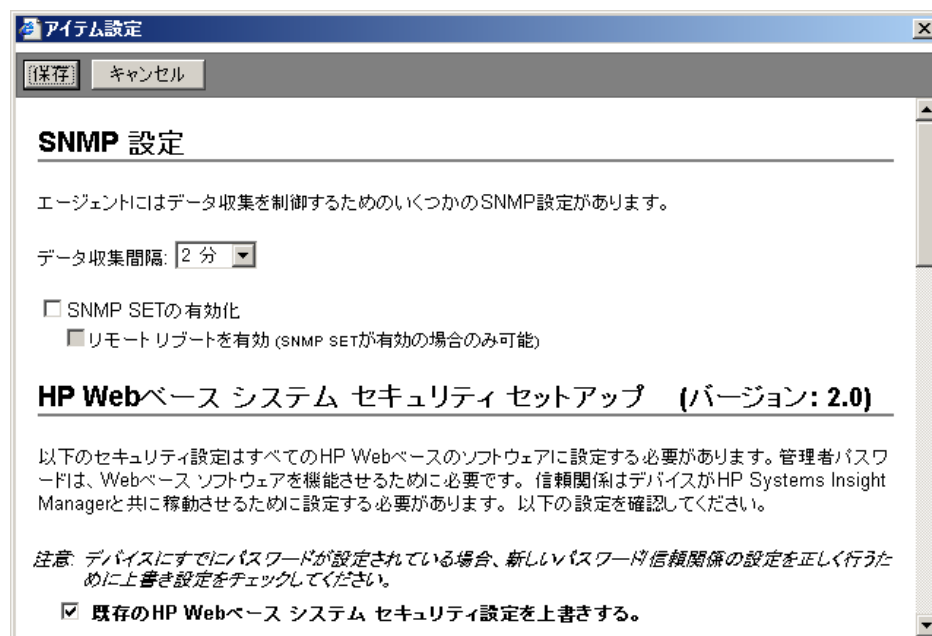 アイテム設定
保存 キャンセル
SNMP 設定
エージェントにはデータ収集を制御するためのいくつかのSNMP設定があります。
データ収集間隔: 2 分
SNMP SETの有効化
リモート リブートを有効 (SNMP SETが有効の場合のみ可能)
HP Webベース システム セキュリティ セットアップ (バージョン: 2.0)
以下のセキュリティ設定はすべてのHP Webベースのソフトウェアに設定する必要があります。管理者パスワ
ードは、Webベース ソフトウェアを機能させるために必要です。信頼関係はデバイスがHP Systems Insight
Managerと共に稼動させるために設定する必要があります。以下の設定を確認してください。
注意: デバイスにすでにパスワードが設定されている場合、新しいパスワード/信頼関係の設定を正しく行うた
めに上書き設定をチェックしてください。
既存のHP Webベース システム セキュリティ設定を上書きする。